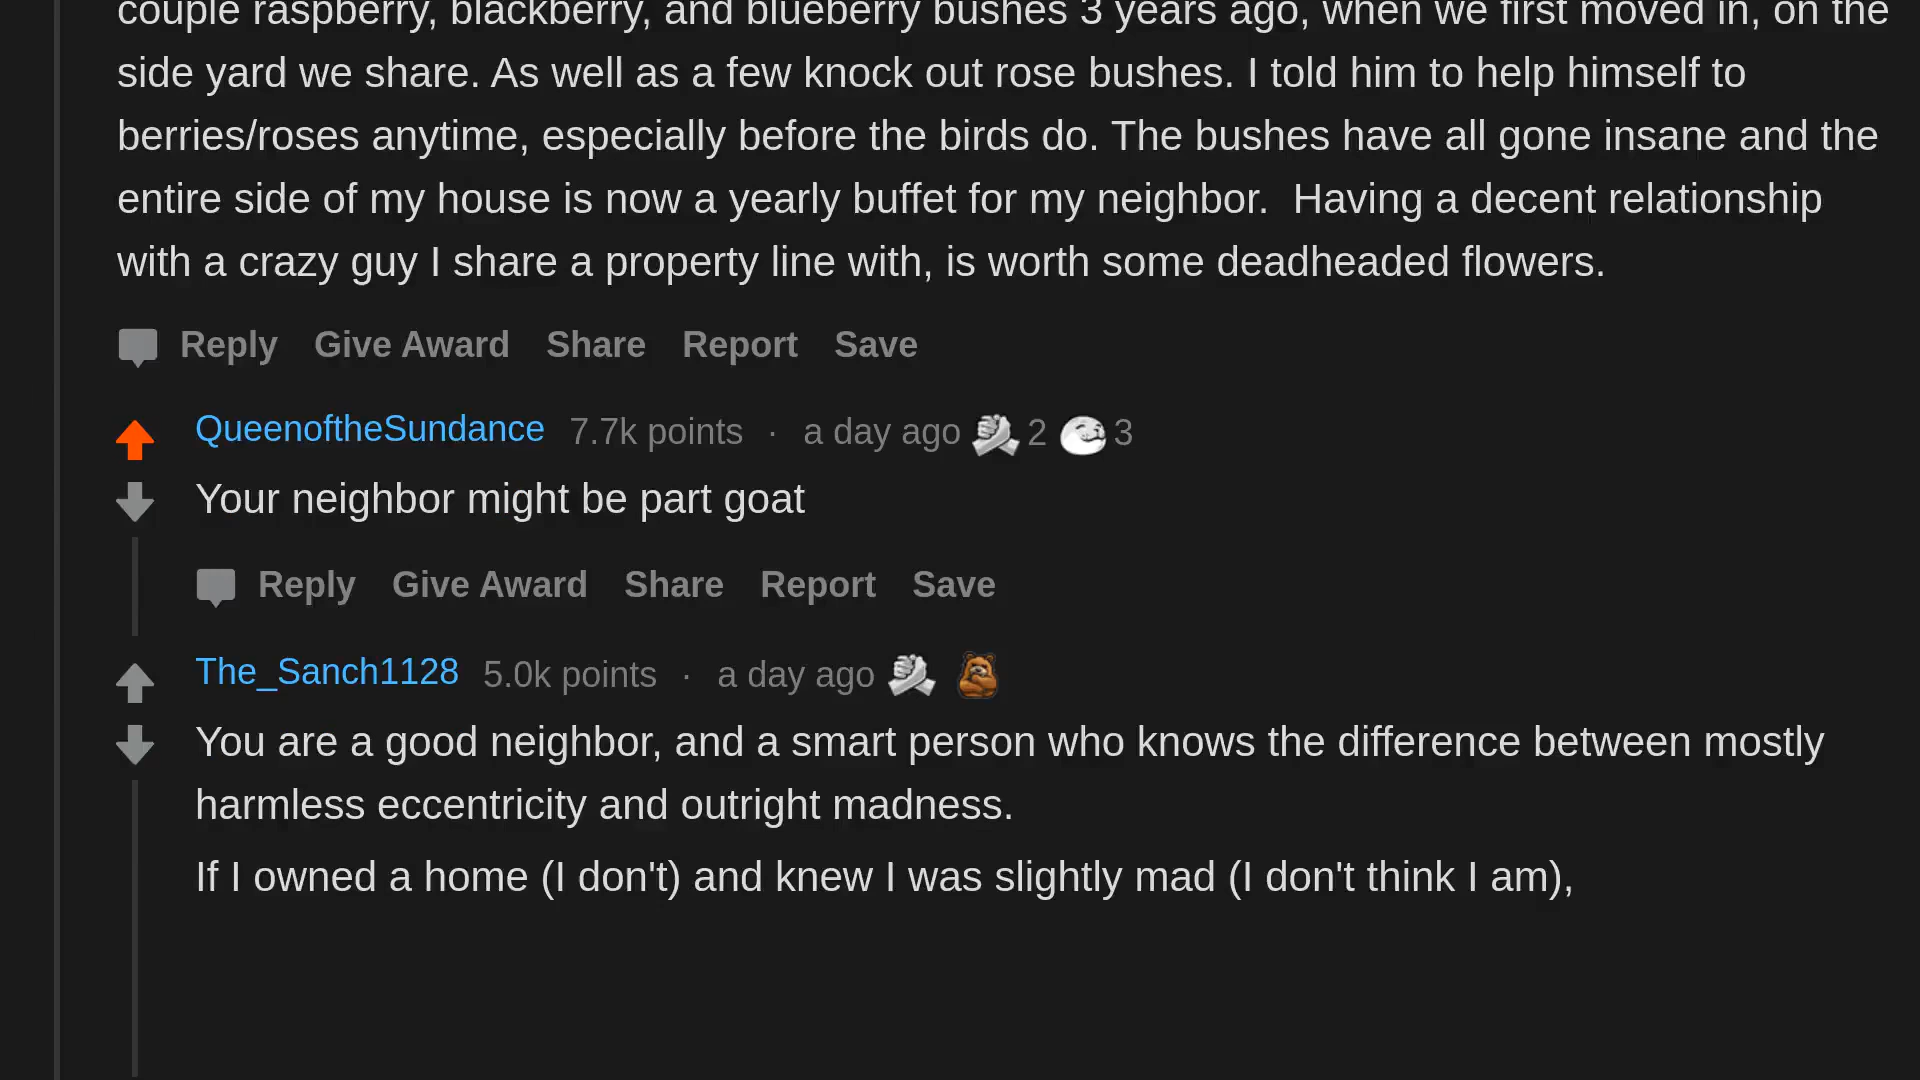 couple raspberry, blackberry, and blueberry bushes 3 years ago, when we first moved in, on the
side yard we share. As well as a few knock out rose bushes. I told him to help himself to
berries/roses anytime, especially before the birds do. The bushes have all gone insane and the
entire side of my house is now a yearly buffet for my neighbor.  Having a decent relationship
with a crazy guy I share a property line with, is worth some deadheaded flowers.
Reply Give Award Share Report Save
QueenoftheSundance 7.7k points · a day ago 2 3
Your neighbor might be part goat
Reply Give Award Share Report Save
The_Sanch1128 5.0k points · a day ago
You are a good neighbor, and a smart person who knows the difference between mostly
harmless eccentricity and outright madness.
If I owned a home (I don't) and knew I was slightly mad (I don't think I am),